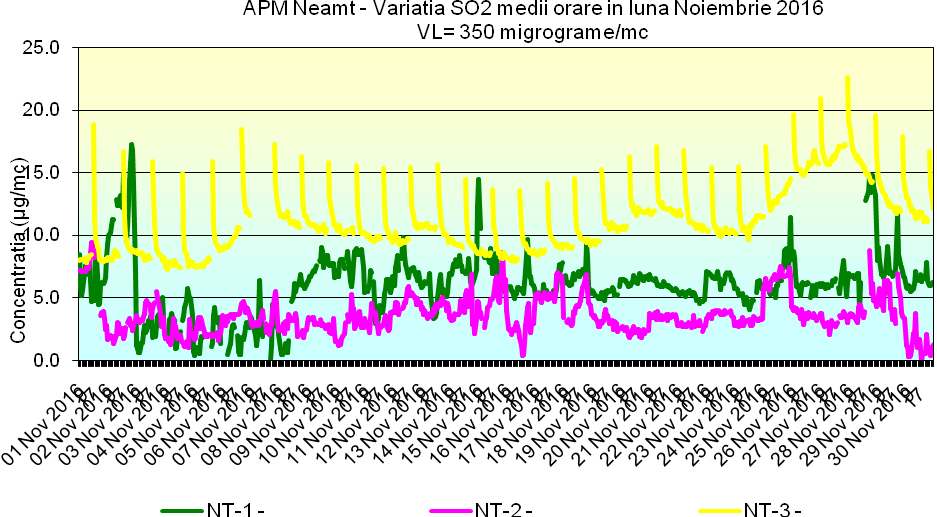 APM Neamt - Variatia SO2 medii orare in luna Noiembrie 2016
VL= 350 migrograme/mc
Concentratia (µg/mc)
25.0
20.0
15.0
10.0
5.0
0.0
01 Nov 2016
02 Nov 2016
03 Nov 2016
04 Nov 2016
05 Nov 2016
06 Nov 2016
07 Nov 2016
08 Nov 2016
09 Nov 2016
10 Nov 2016
11 Nov 2016
12 Nov 2016
13 Nov 2016
14 Nov 2016
15 Nov 2016
16 Nov 2016
17 Nov 2016
18 Nov 2016
19 Nov 2016
20 Nov 2016
21 Nov 2016
22 Nov 2016
23 Nov 2016
24 Nov 2016
25 Nov 2016
26 Nov 2016
27 Nov 2016
28 Nov 2016
29 Nov 2016
30 Nov 2016
17
NT-1 -
NT-2 -
NT-3 -